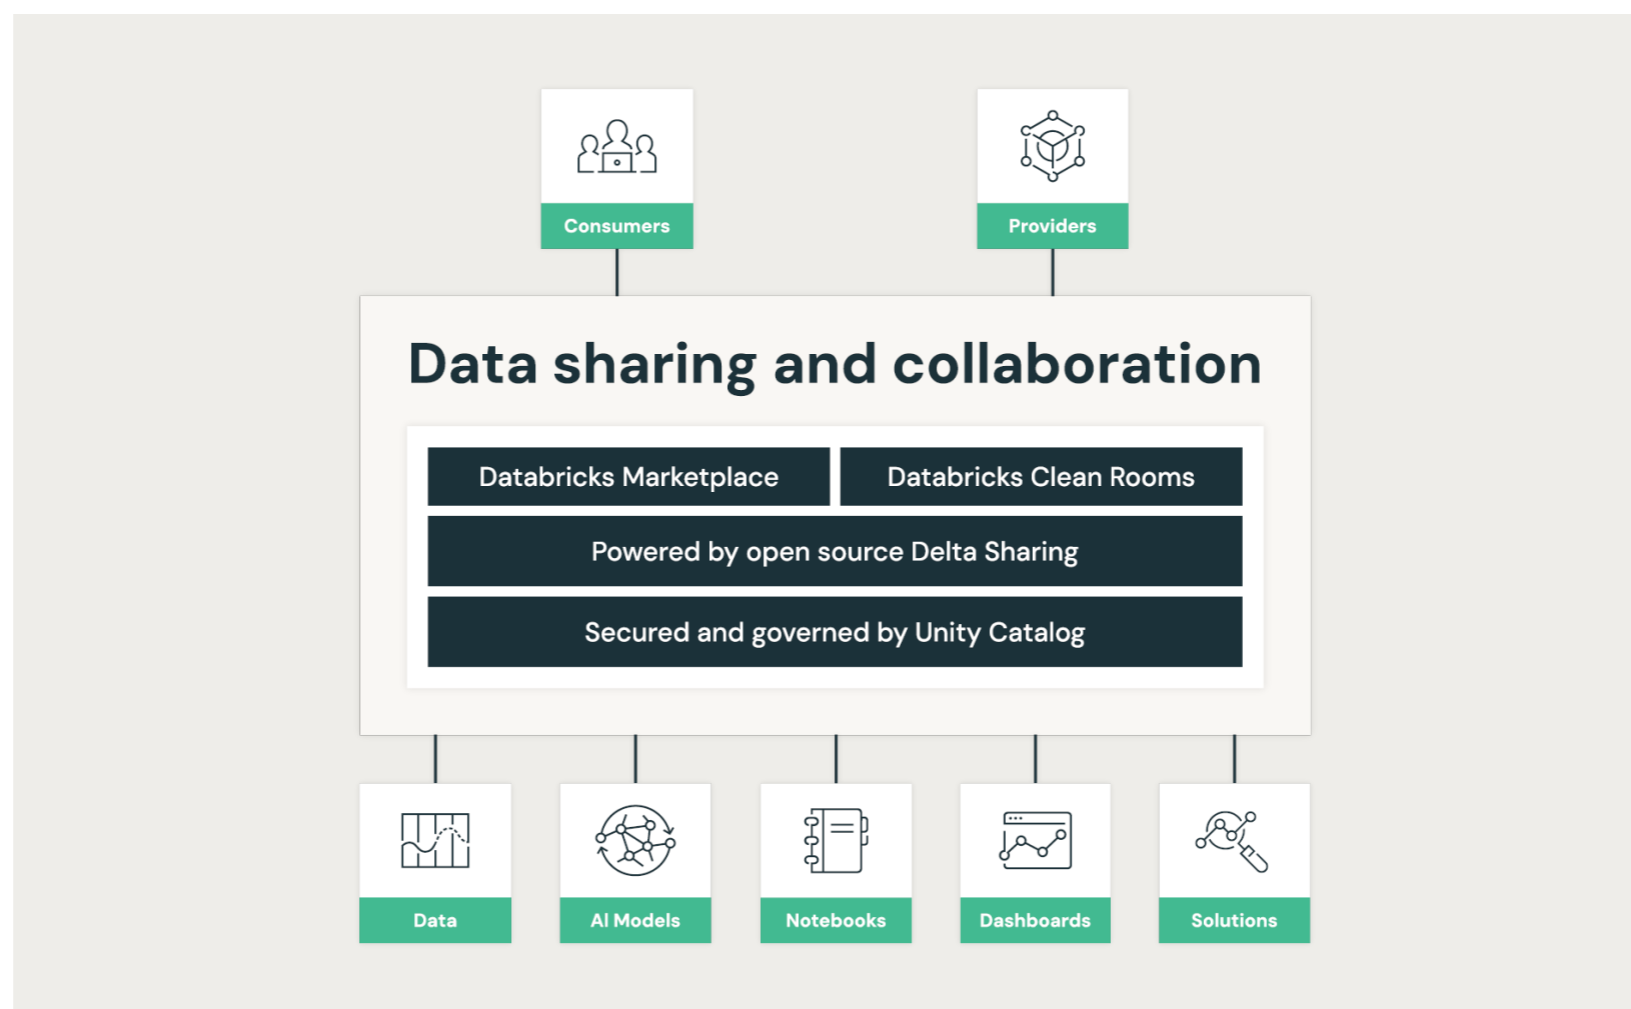 Consumers
Providers
Data sharing and collaboration
Databricks Marketplace
Databricks Clean Rooms
Powered by open source Delta Sharing
Secured and governed by Unity Catalog
Data
AI Models
Notebooks
Dashboards
Solutions